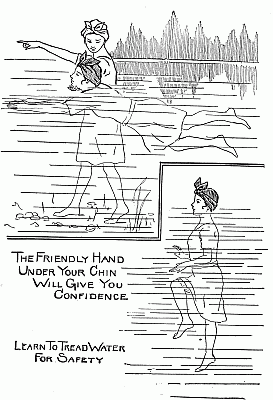 THE FRIENDLY HAND
UNDER YOUR CHIN
WILL GIVE YOU
CONFIDENCE
LEARN TO TREAD WATER
FOR SAFETY